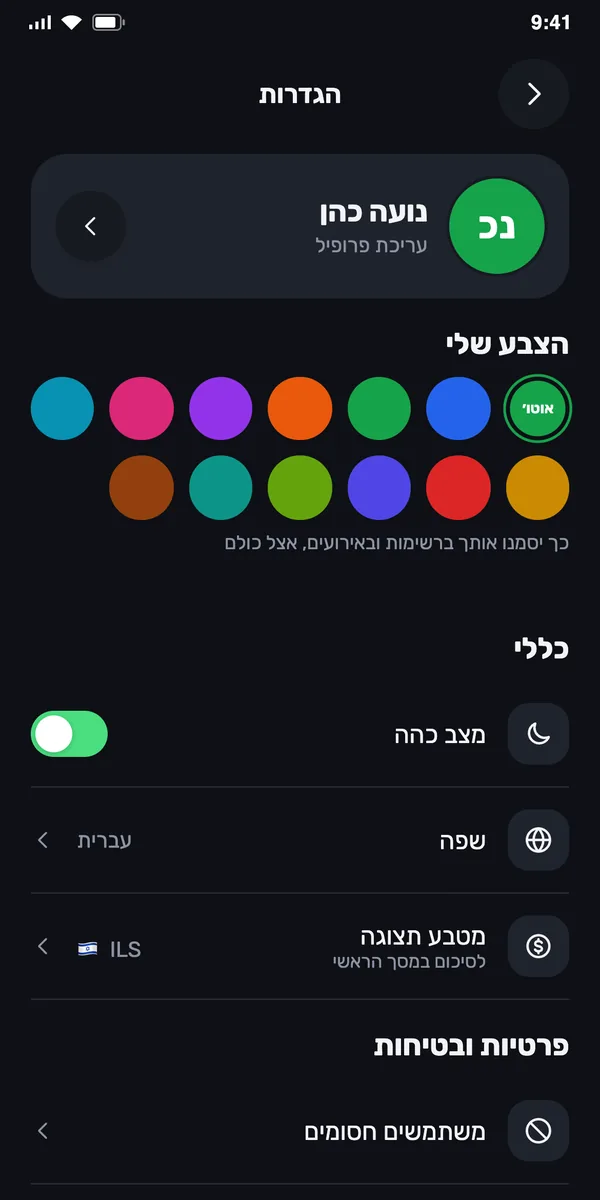 9:41
הגדרות
נכ
נועה כהן
עריכת פרופיל
הצבע שלי
אוטו׳
כך יסמנו אותך ברשימות ובאירועים, אצל כולם
כללי
מצב כהה
שפה
עברית
מטבע תצוגה
לסיכום במסך הראשי
ILS
פרטיות ובטיחות
משתמשים חסומים